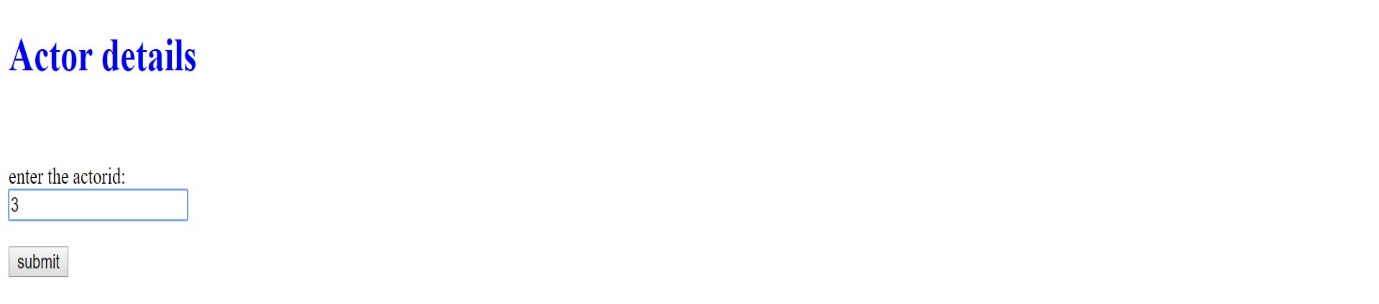 Actor details
enter the actorid:
3
submit